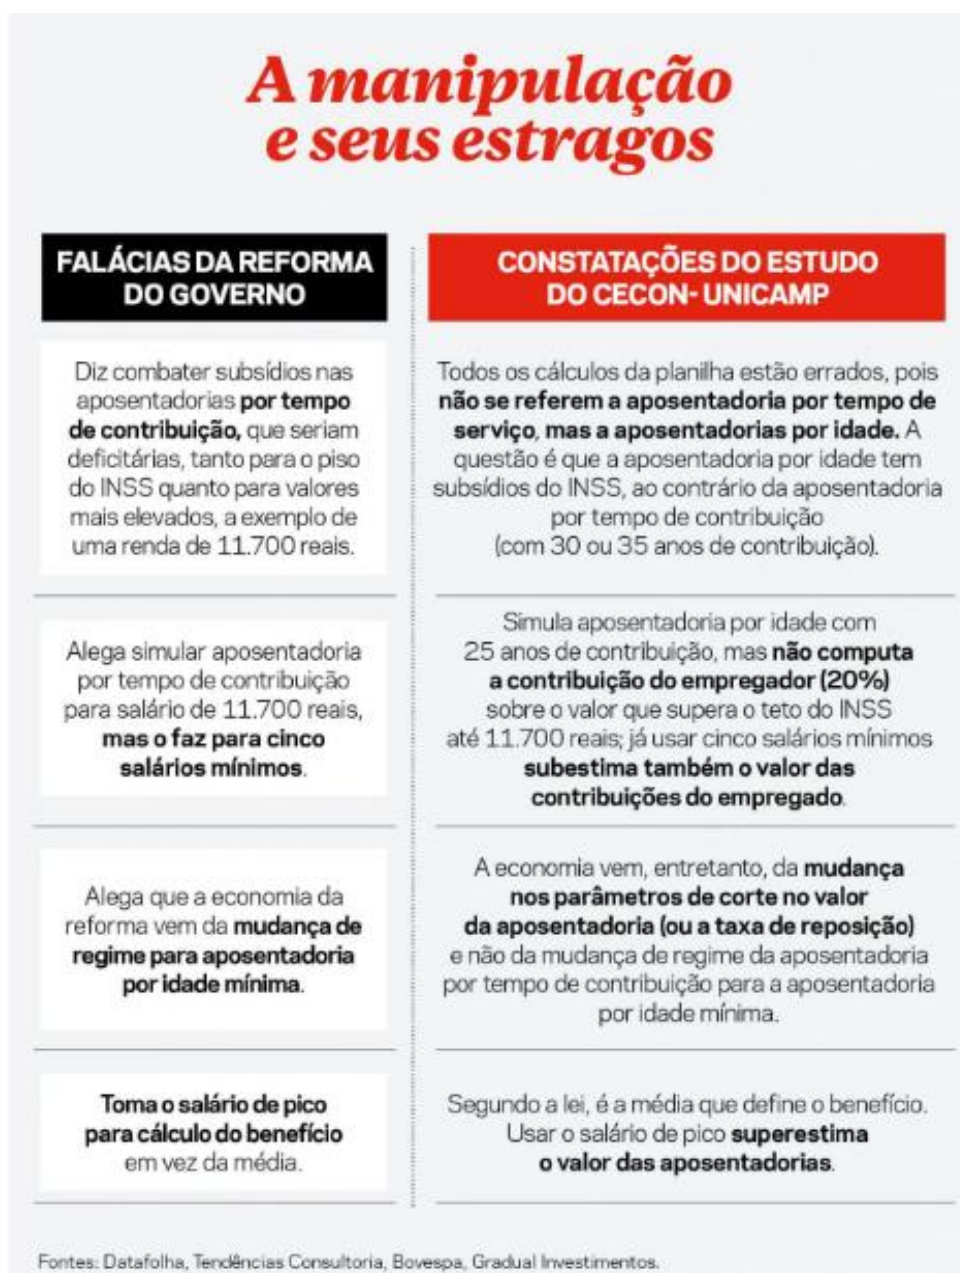 A manipulação
e seus estragos
FALÁCIAS DA REFORMA
DO GOVERNO
CONSTATAÇÕES DO ESTUDO
DO CECON- UNICAMP
Diz combater subsídios nas
aposentadorias por tempo
de contribuição, que seriam
deficitárias, tanto para o piso
do INSS quanto para valores
mais elevados, a exemplo de
uma renda de 11.700 reais.
Todos os cálculos da planilha estão errados, pois
não se referem a aposentadoria por tempo de
serviço, mas a aposentadorias por idade. A
questão é que a aposentadoria por idade tem
subsídios do INSS, ao contrário da aposentadoria
por tempo de contribuição
(com 30 ou 35 anos de contribuição).
Alega simular aposentadoria
por tempo de contribuição
para salário de 11.700 reais,
mas o faz para cinco
salários mínimos.
Simula aposentadoria por idade com
25 anos de contribuição, mas não computa
a contribuição do empregador (20%)
sobre o valor que supera o teto do INSS
até 11.700 reais; já usar cinco salários mínimos
subestima também o valor das
contribuições do empregado.
Alega que a economia da
reforma vem da mudança de
regime para aposentadoria
por idade mínima.
A economia vem, entretanto, da mudança
nos parâmetros de corte no valor
da aposentadoria (ou a taxa de reposição)
e não da mudança de regime da aposentadoria
por tempo de contribuição para a aposentadoria
por idade mínima.
Toma o salário de pico
para cálculo do benefício
em vez da média.
Segundo a lei, é a média que define o benefício.
Usar o salário de pico superestima
o valor das aposentadorias.
Fontes: Datafolha, Tendências Consultoria, Bovespa, Gradual Investimentos.